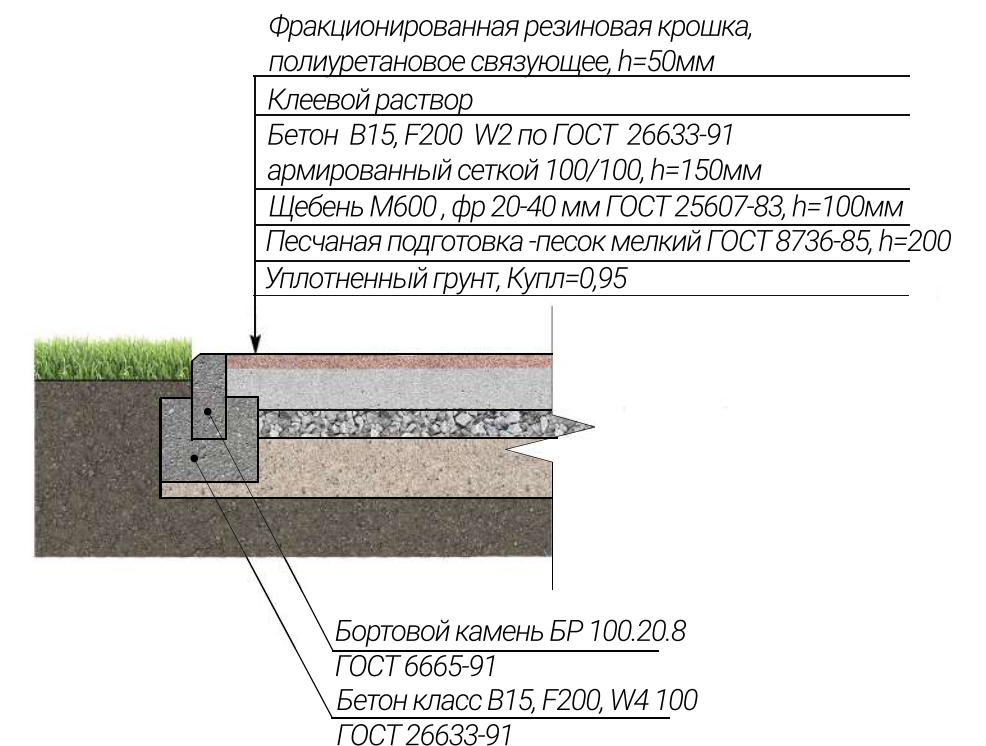 Фракционированная резиновая крошка,
полиуретановое связующее, h=50мм
Клеевой раствор
Бетон В15, F200 W2 по ГОСТ 26633-91
армированный сеткой 100/100, h=150мм
Щебень М600 , фр 20-40 мм ГОСТ 25607-83, h=100мм
Песчаная подготовка -песок мелкий ГОСТ 8736-85, h=200
Уплотненный грунт, Купл=0,95
Бортовой камень БР 100.20.8
ГОСТ 6665-91
Бетон класс В15, F200, W4 100
ГОСТ 26633-91